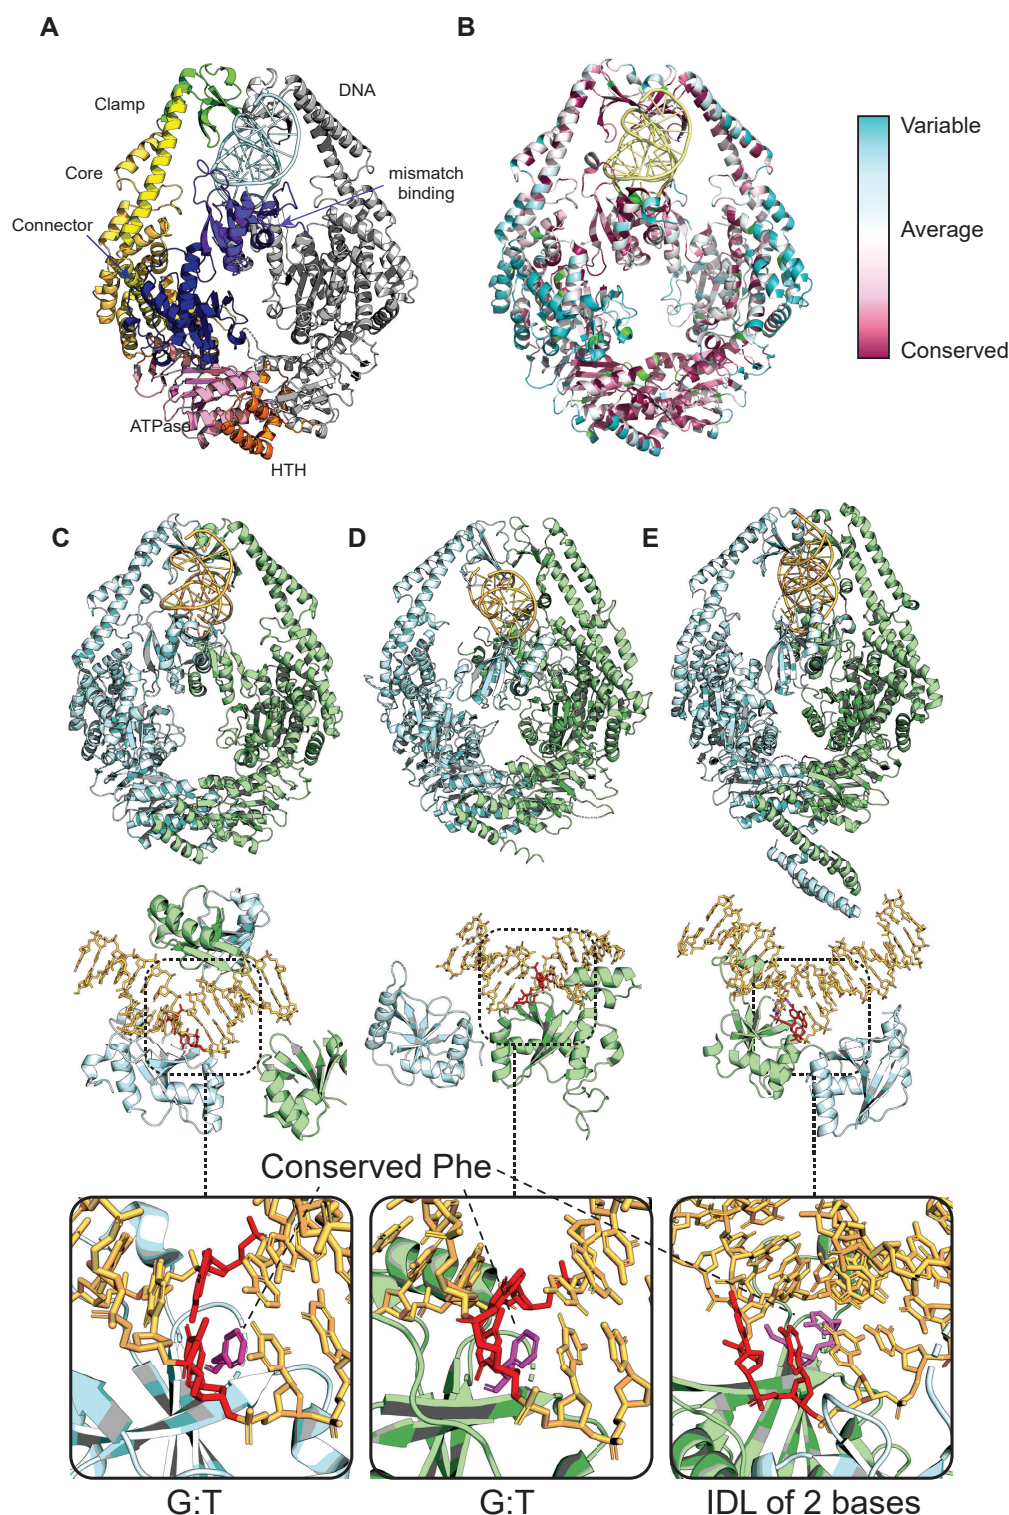 A
B
Clamp
DNA
Core
mismatch
binding
Connector
ATPase
HTH
Variable
Average
Conserved
C
D
E
Conserved Phe
G:T
G:T
IDL of 2 bases